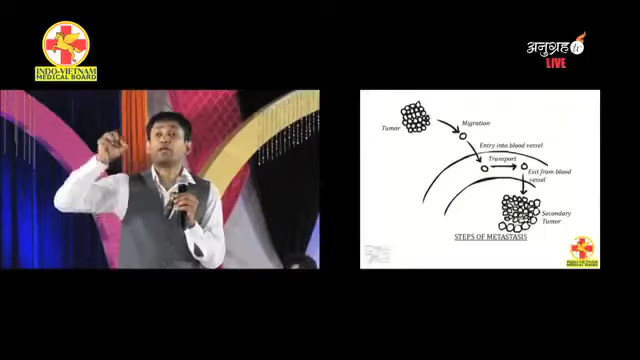 INDO-VIETNAM
MEDICAL BOARD
अनुग्रह
LIVE
Tumor
Migration
Entry into blood vessel
Transport
Exit from blood
vessel
Secondary
Tumor
STEPS OF METASTASIS
INDO-VIETNAM
MEDICAL BOARD